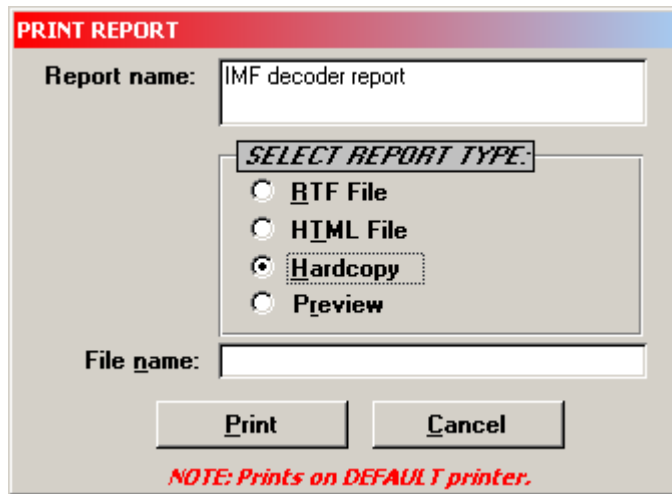 PRINT REPORT
Report name: IMF decoder report
SELECT REPORT TYPE:
RTF File
HTML File
Hardcopy
Preview
File name:
Print Cancel
NOTE: Prints on DEFAULT printer.